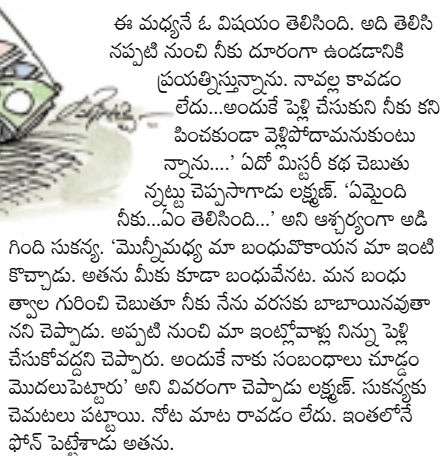 ఈ మధ్యనే ఓ విషయం తెలిసింది. అది తెలిసి
నప్పటి నుంచి నీకు దూరంగా ఉండడానికి
ప్రయత్నిస్తున్నాను. నావల్ల కావడం
లేదు...అందుకే పెళ్లి చేసుకుని నీకు కని
పించకుండా వెళ్లిపోదామనుకుంటు
న్నాను....’ ఏదో మిస్టరీ కథ చెబుతు
న్నట్టు చెప్పసాగాడు లక్ష్మణ్. ‘ఏమైంది
నీకు...ఏం తెలిసింది...’ అని ఆశ్చర్యంగా అడి
గింది సుకన్య. ‘మొన్నీమధ్య మా బంధువొకాయన మా ఇంటి
కొచ్చాడు. అతను మీకు కూడా బంధువేనట. మన బంధు
త్వాల గురించి చెబుతూ నీకు నేను వరసకు బాబాయినవుతా
నని చెప్పాడు. అప్పటి నుంచి మా ఇంట్లోవాళ్లు నిన్ను పెళ్లి
చేసుకోవద్దని చెప్పారు. అందుకే నాకు సంబంధాలు చూడ్డం
మొదలుపెట్టారు’ అని వివరంగా చెప్పాడు లక్ష్మణ్. సుకన్యకు
చెమటలు పట్టాయి. నోట మాట రావడం లేదు. ఇంతలోనే
ఫోన్ పెట్టేశాడు అతను.